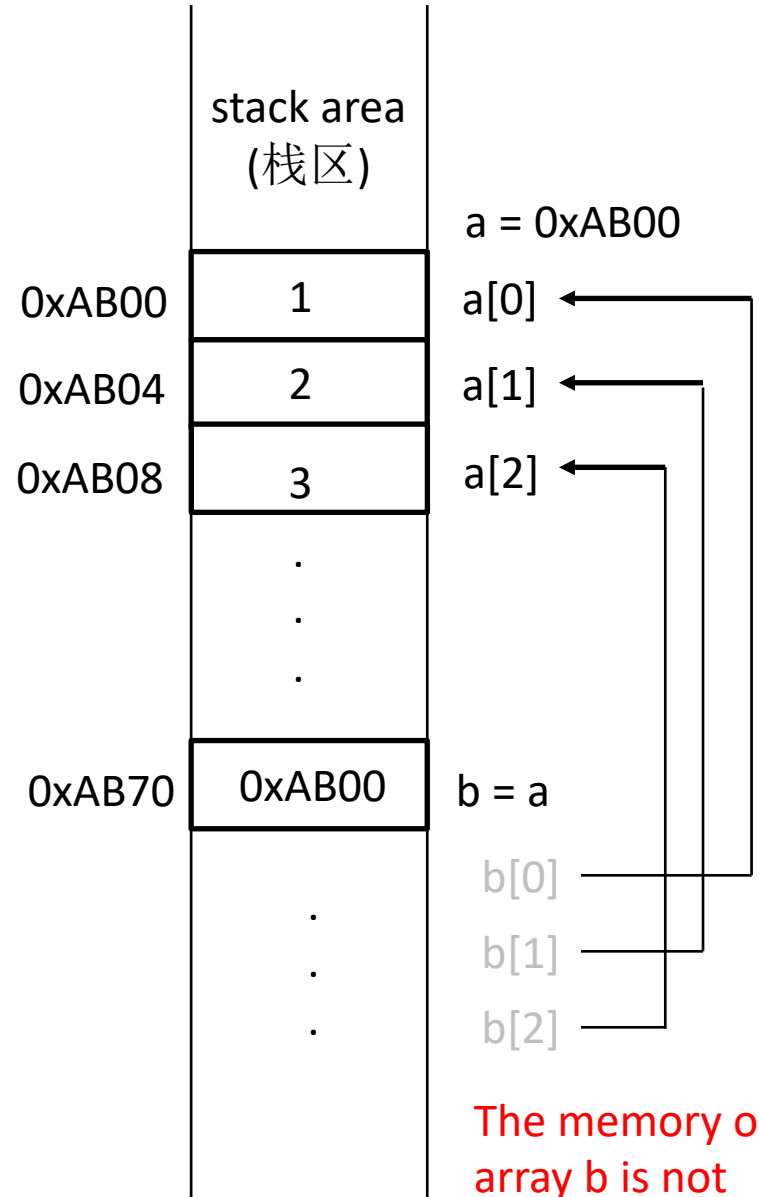 stack area
(栈区)
a = 0xAB00
0xAB00 1 a[0]
0xAB04 2 a[1]
0xAB08 3 a[2]
.
.
.
0xAB70 0xAB00 b = a
b[0]
.
b[1]
.
b[2]
.
The memory o
array b is not